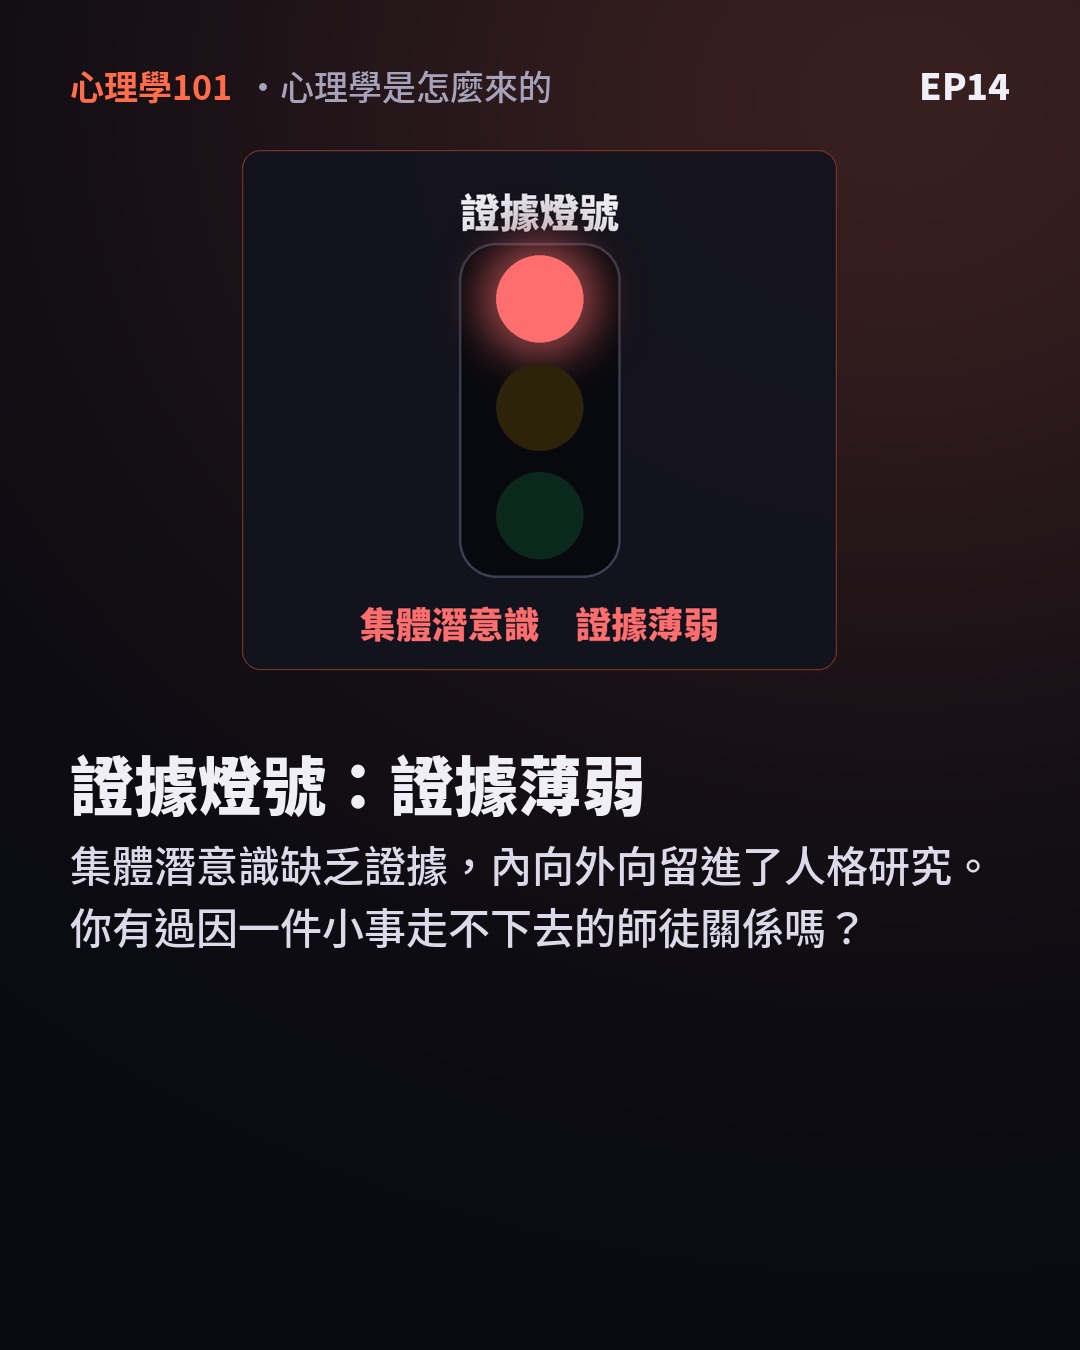 心理學101 ・心理學是怎麼來的
EP14
證據燈號
集體潛意識　證據薄弱
證據燈號：證據薄弱
集體潛意識缺乏證據，內向外向留進了人格研究。
你有過因一件小事走不下去的師徒關係嗎？